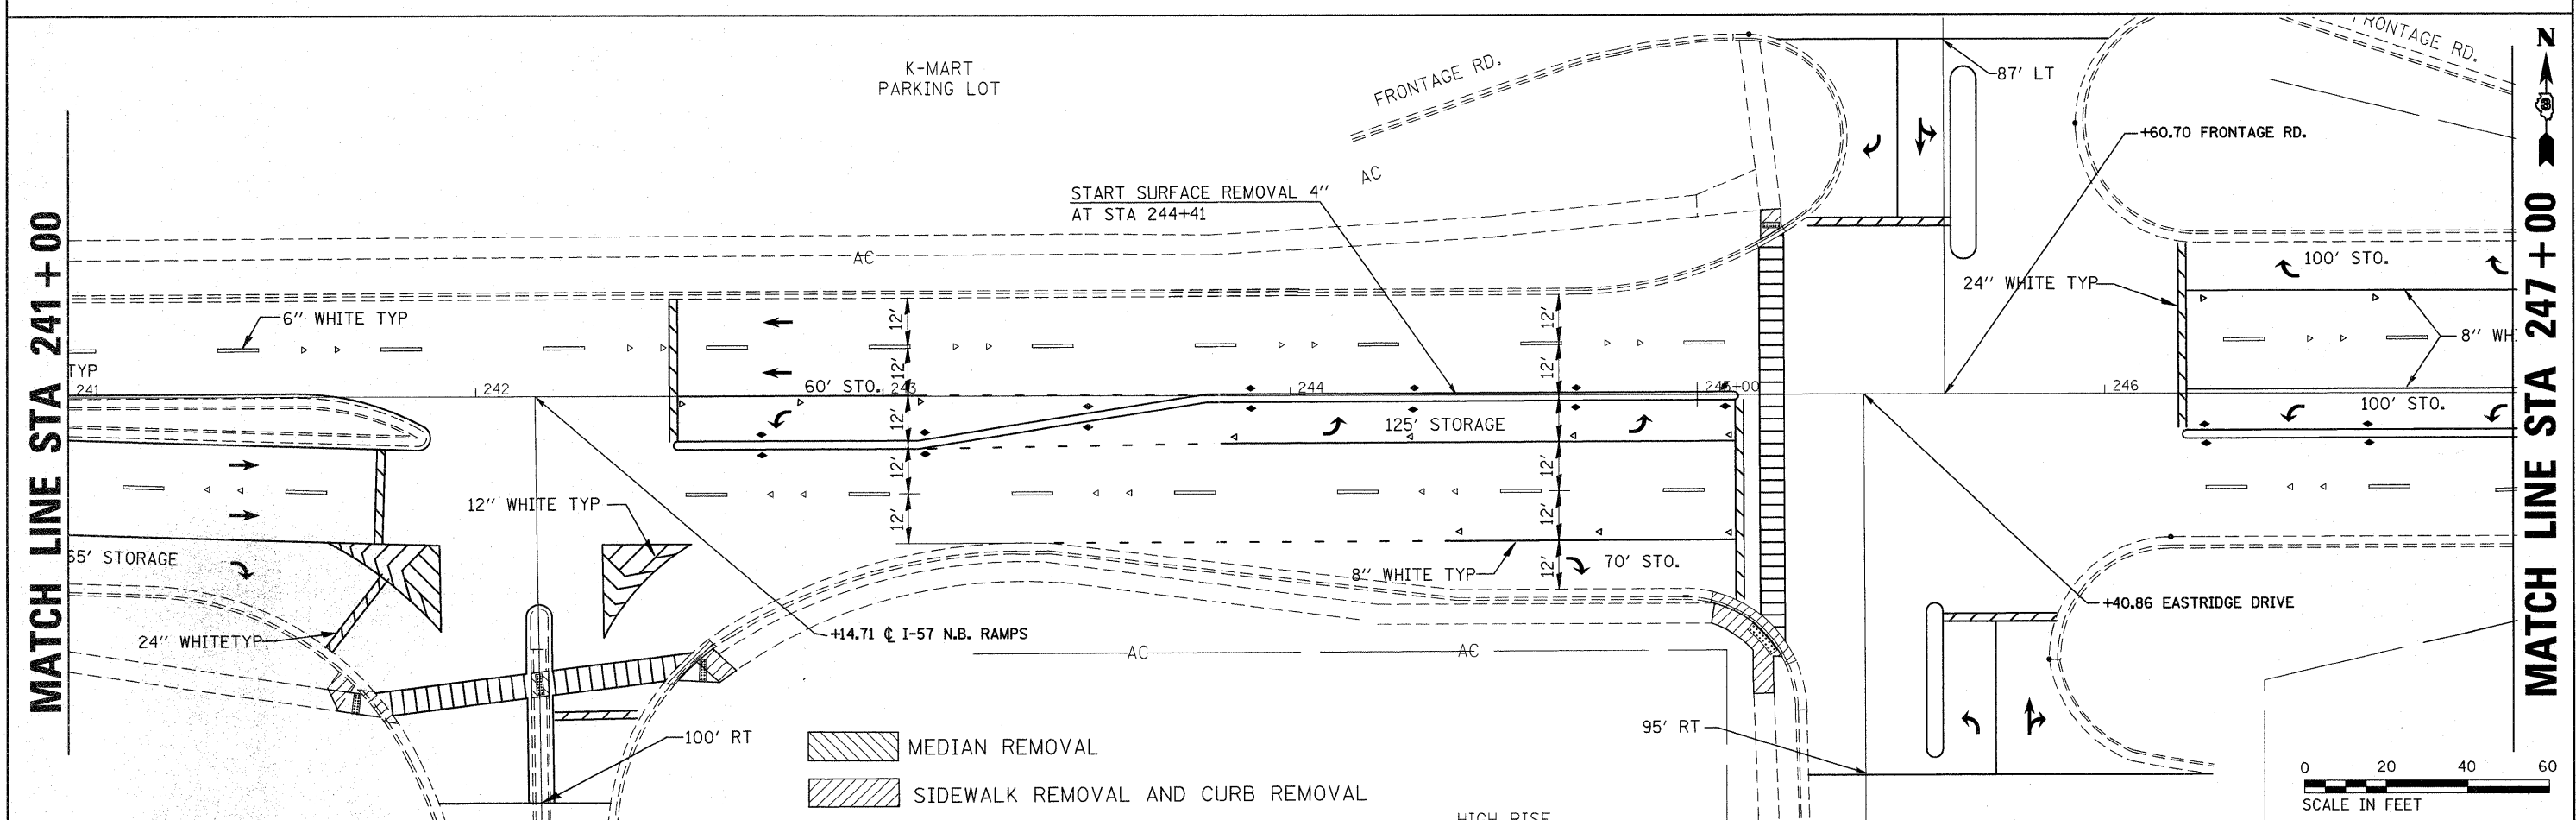 K-MART
PARKING LOT
FRONTAGE RD.
FRONTAGE RD.
N
3
87' LT
+60.70 FRONTAGE RD.
AC
START SURFACE REMOVAL 4"
AT STA 244+41
MATCH LINE STA 241+00
MATCH LINE STA 247+00
AC
100' STO.
24" WHITE TYP
6" WHITE TYP
12'
12'
12'
12'
12'
12'
12'
12'
12'
12'
12'
8" WH
TYP
241
242
60' STO.
243
244
245+00
246
100' STO.
125' STORAGE
12" WHITE TYP
65' STORAGE
8" WHITE TYP
70' STO.
24" WHITETYP
+14.71 ℄ I-57 N.B. RAMPS
+40.86 EASTRIDGE DRIVE
AC
AC
100' RT
95' RT
MEDIAN REMOVAL
SIDEWALK REMOVAL AND CURB REMOVAL
0 20 40 60
SCALE IN FEET
HIGH RISE